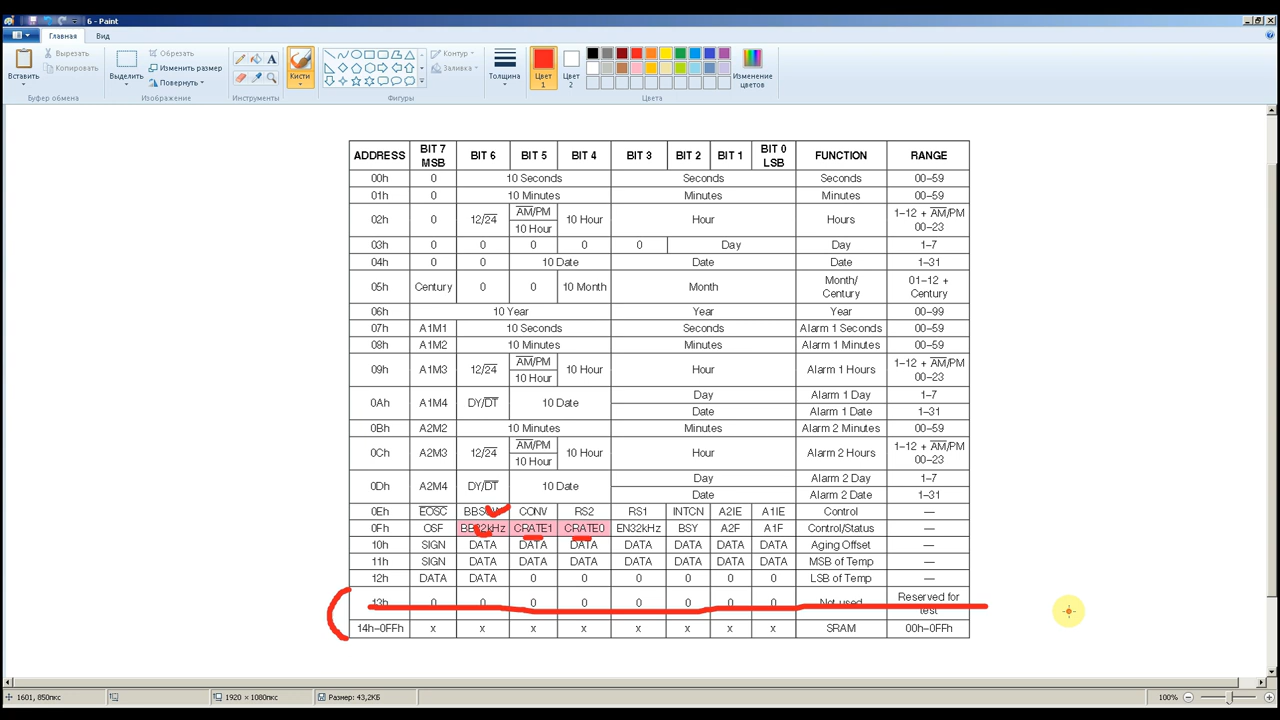 6 - Paint
Главная Вид
Вставить
Вырезать
Копировать
Буфер обмена
Выделить
Обрезать
Изменить размер
Повернуть
Изображение
A
Инструменты
Кисти
Контур
Заливка
Фигуры
Толщина
Цвет 1
Цвет 2
Изменение цветов
Цвета
ADDRESS BIT 7 MSB BIT 6 BIT 5 BIT 4 BIT 3 BIT 2 BIT 1 BIT 0 LSB FUNCTION RANGE
00h 0 10 Seconds Seconds Seconds 00–59
01h 0 10 Minutes Minutes Minutes 00–59
02h 0 12/24 AM/PM 10 Hour 10 Hour Hour Hours 1–12 + AM/PM 00–23
03h 0 0 0 0 0 Day Day 1–7
04h 0 0 10 Date Date Date 1–31
05h Century 0 0 10 Month Month Month/ Century 01–12 + Century
06h 10 Year Year Year 00–99
07h A1M1 10 Seconds Seconds Alarm 1 Seconds 00–59
08h A1M2 10 Minutes Minutes Alarm 1 Minutes 00–59
09h A1M3 12/24 AM/PM 10 Hour 10 Hour Hour Alarm 1 Hours 1–12 + AM/PM 00–23
0Ah A1M4 DY/DT 10 Date Day Alarm 1 Day 1–7
Date Alarm 1 Date 1–31
0Bh A2M2 10 Minutes Minutes Alarm 2 Minutes 00–59
0Ch A2M3 12/24 AM/PM 10 Hour 10 Hour Hour Alarm 2 Hours 1–12 + AM/PM 00–23
0Dh A2M4 DY/DT 10 Date Day Alarm 2 Day 1–7
Date Alarm 2 Date 1–31
0Eh EOSC CONV RS2 RS1 INTCN A2IE A1IE Control —
0Fh OSF BB32kHz CRATE1 CRATE0 EN32kHz BSY A2F A1F Control/Status —
10h SIGN DATA DATA DATA DATA DATA DATA DATA Aging Offset —
11h SIGN DATA DATA DATA DATA DATA DATA DATA MSB of Temp —
12h DATA DATA 0 0 0 0 0 0 LSB of Temp —
13h 0 0 0 0 0 0 0 0 Not used Reserved for test
14h–0FFh x x x x x x x x SRAM 00h–0FFh
1601, 850пкс
1920 × 1080пкс
Размер: 43,2КБ
100%